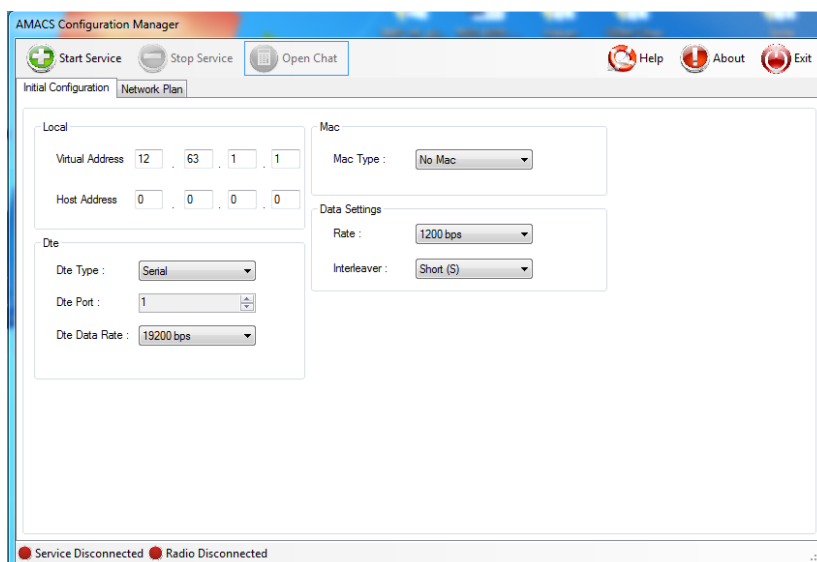 AMACS Configuration Manager
Start Service Stop Service Open Chat Help About Exit
Initial Configuration Network Plan
Local
Virtual Address 12 . 63 . 1 . 1
Host Address 0 . 0 . 0 . 0
Dte
Dte Type : Serial
Dte Port : 1
Dte Data Rate : 19200 bps
Mac
Mac Type : No Mac
Data Settings
Rate : 1200 bps
Interleaver : Short (S)
Service Disconnected Radio Disconnected